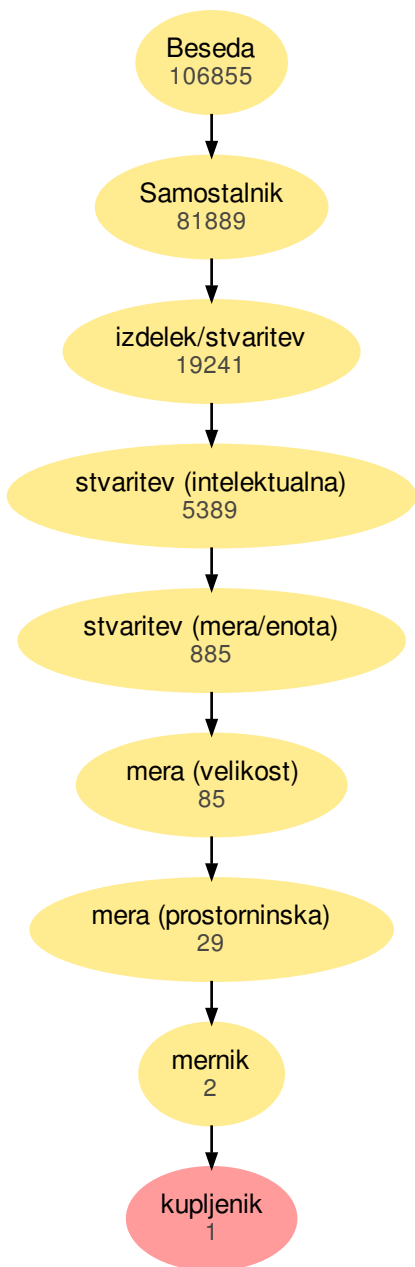 Beseda
106855
Samostalnik
81889
izdelek/stvaritev
19241
stvaritev (intelektualna)
5389
stvaritev (mera/enota)
885
mera (velikost)
85
mera (prostorninska)
29
mernik
2
kupljenik
1